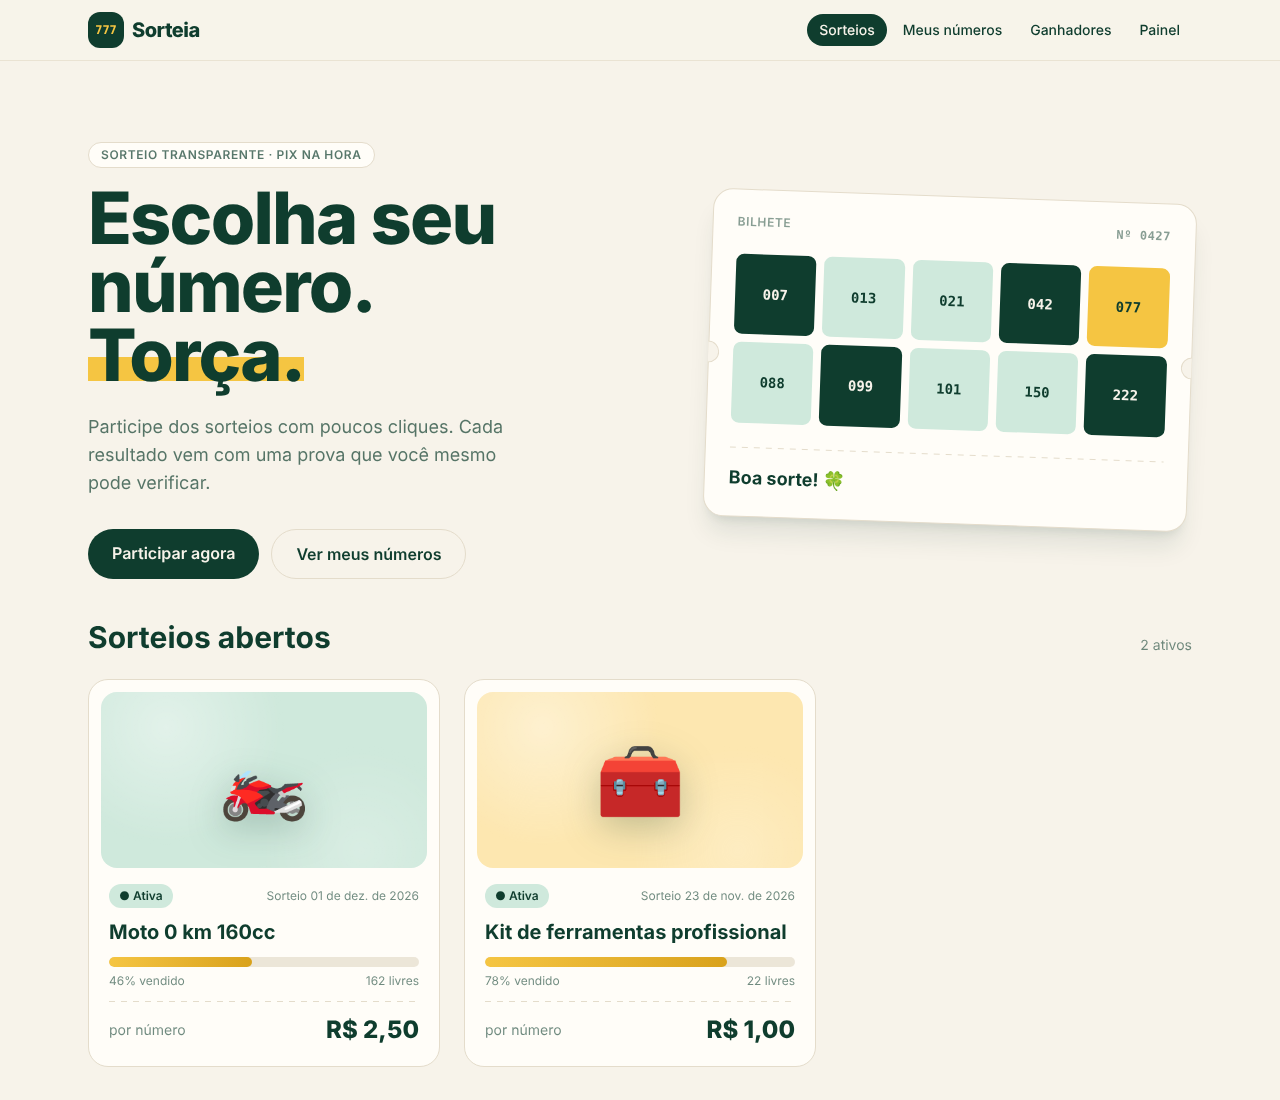 777 Sorteia
Sorteios Meus números Ganhadores Painel
SORTEIO TRANSPARENTE · PIX NA HORA
Escolha seu
número.
Torça.
Participe dos sorteios com poucos cliques. Cada
resultado vem com uma prova que você mesmo
pode verificar.
Participar agora Ver meus números
BILHETE Nº 0427
007 013 021 042 077
088 099 101 150 222
Boa sorte! 🍀
Sorteios abertos
2 ativos
Ativa Sorteio 01 de dez. de 2026
Moto 0 km 160cc
46% vendido 162 livres
por número R$ 2,50
Ativa Sorteio 23 de nov. de 2026
Kit de ferramentas profissional
78% vendido 22 livres
por número R$ 1,00